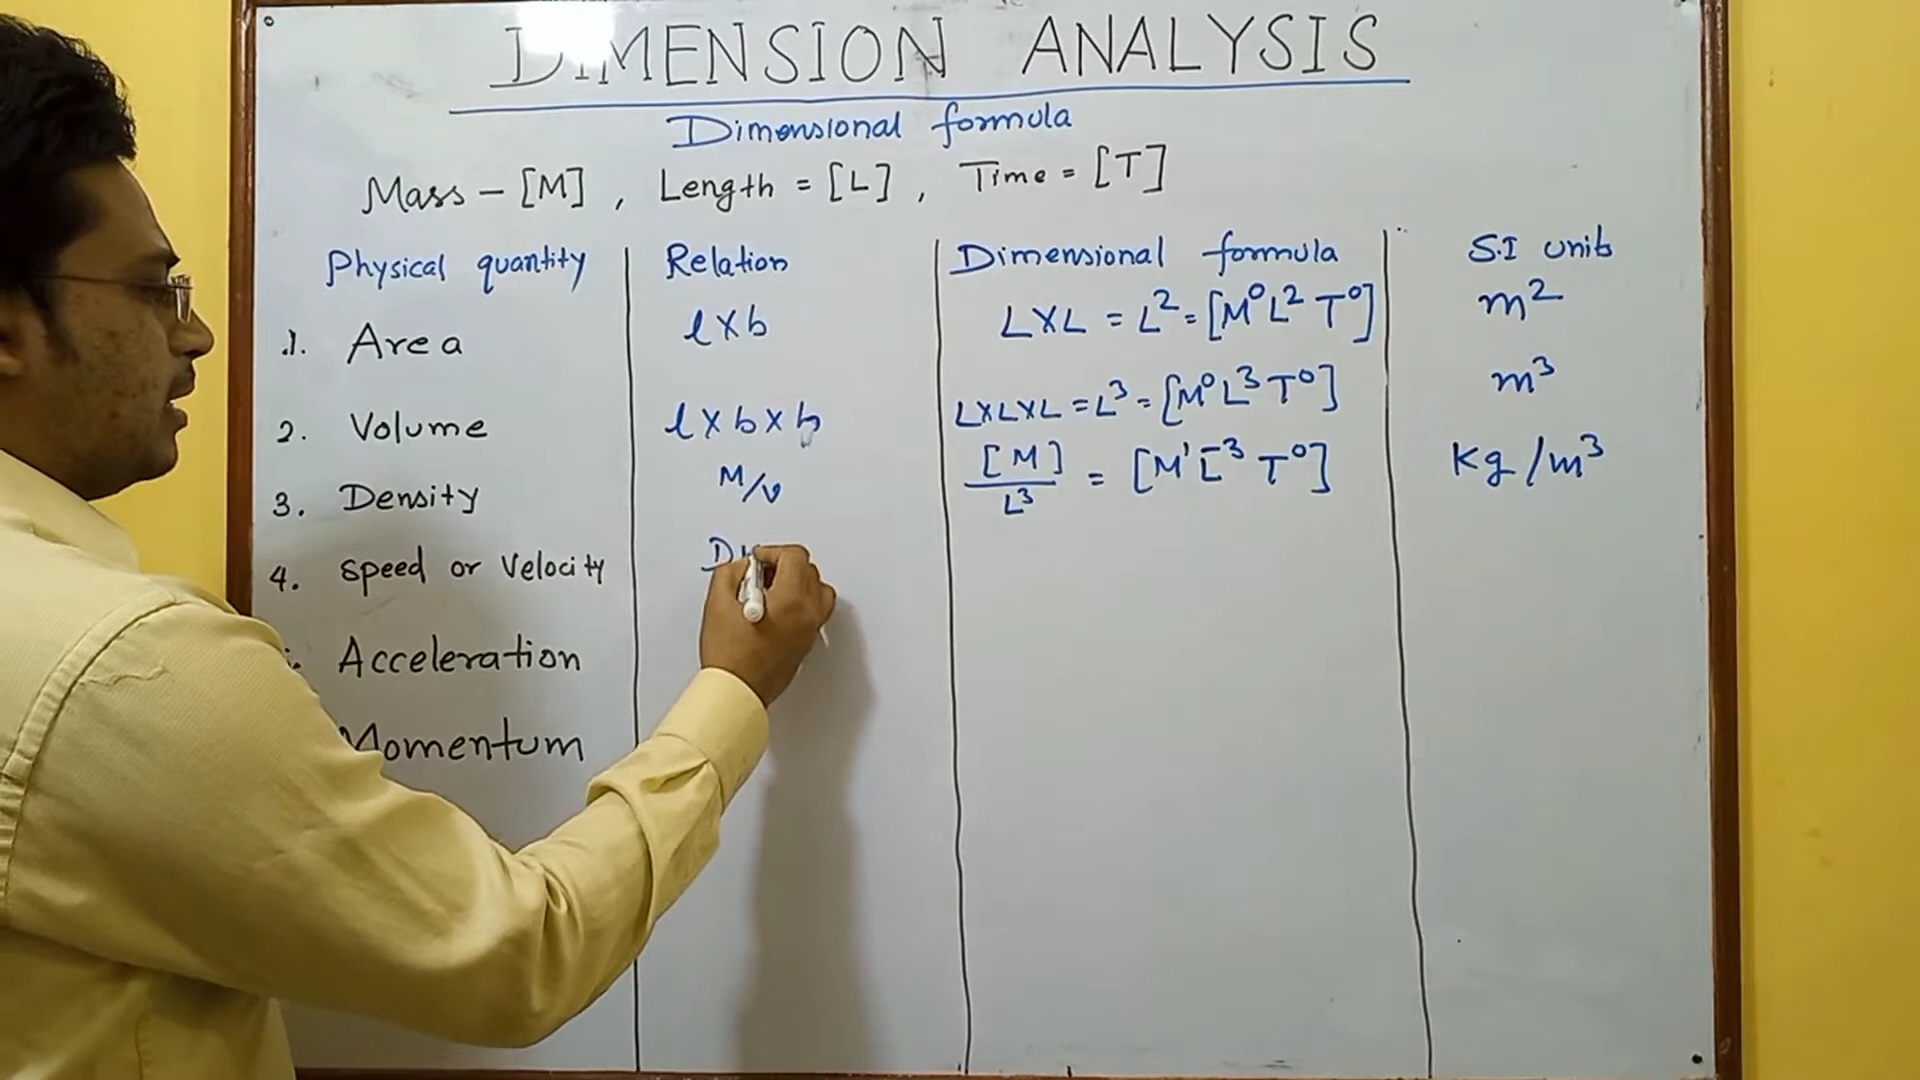 DIMENSION ANALYSIS
Dimensional formula
Mass – [M] , Length = [L] , Time = [T]
Physical quantity Relation Dimensional formula S.I units
1. Area l×b L×L = L² = [M⁰L²T⁰] m²
2. Volume l×b×h L×L×L = L³ = [M⁰L³T⁰] m³
3. Density M/v [M]/L³ = [M¹L⁻³T⁰] Kg/m³
4. Speed or Velocity
Acceleration
Momentum